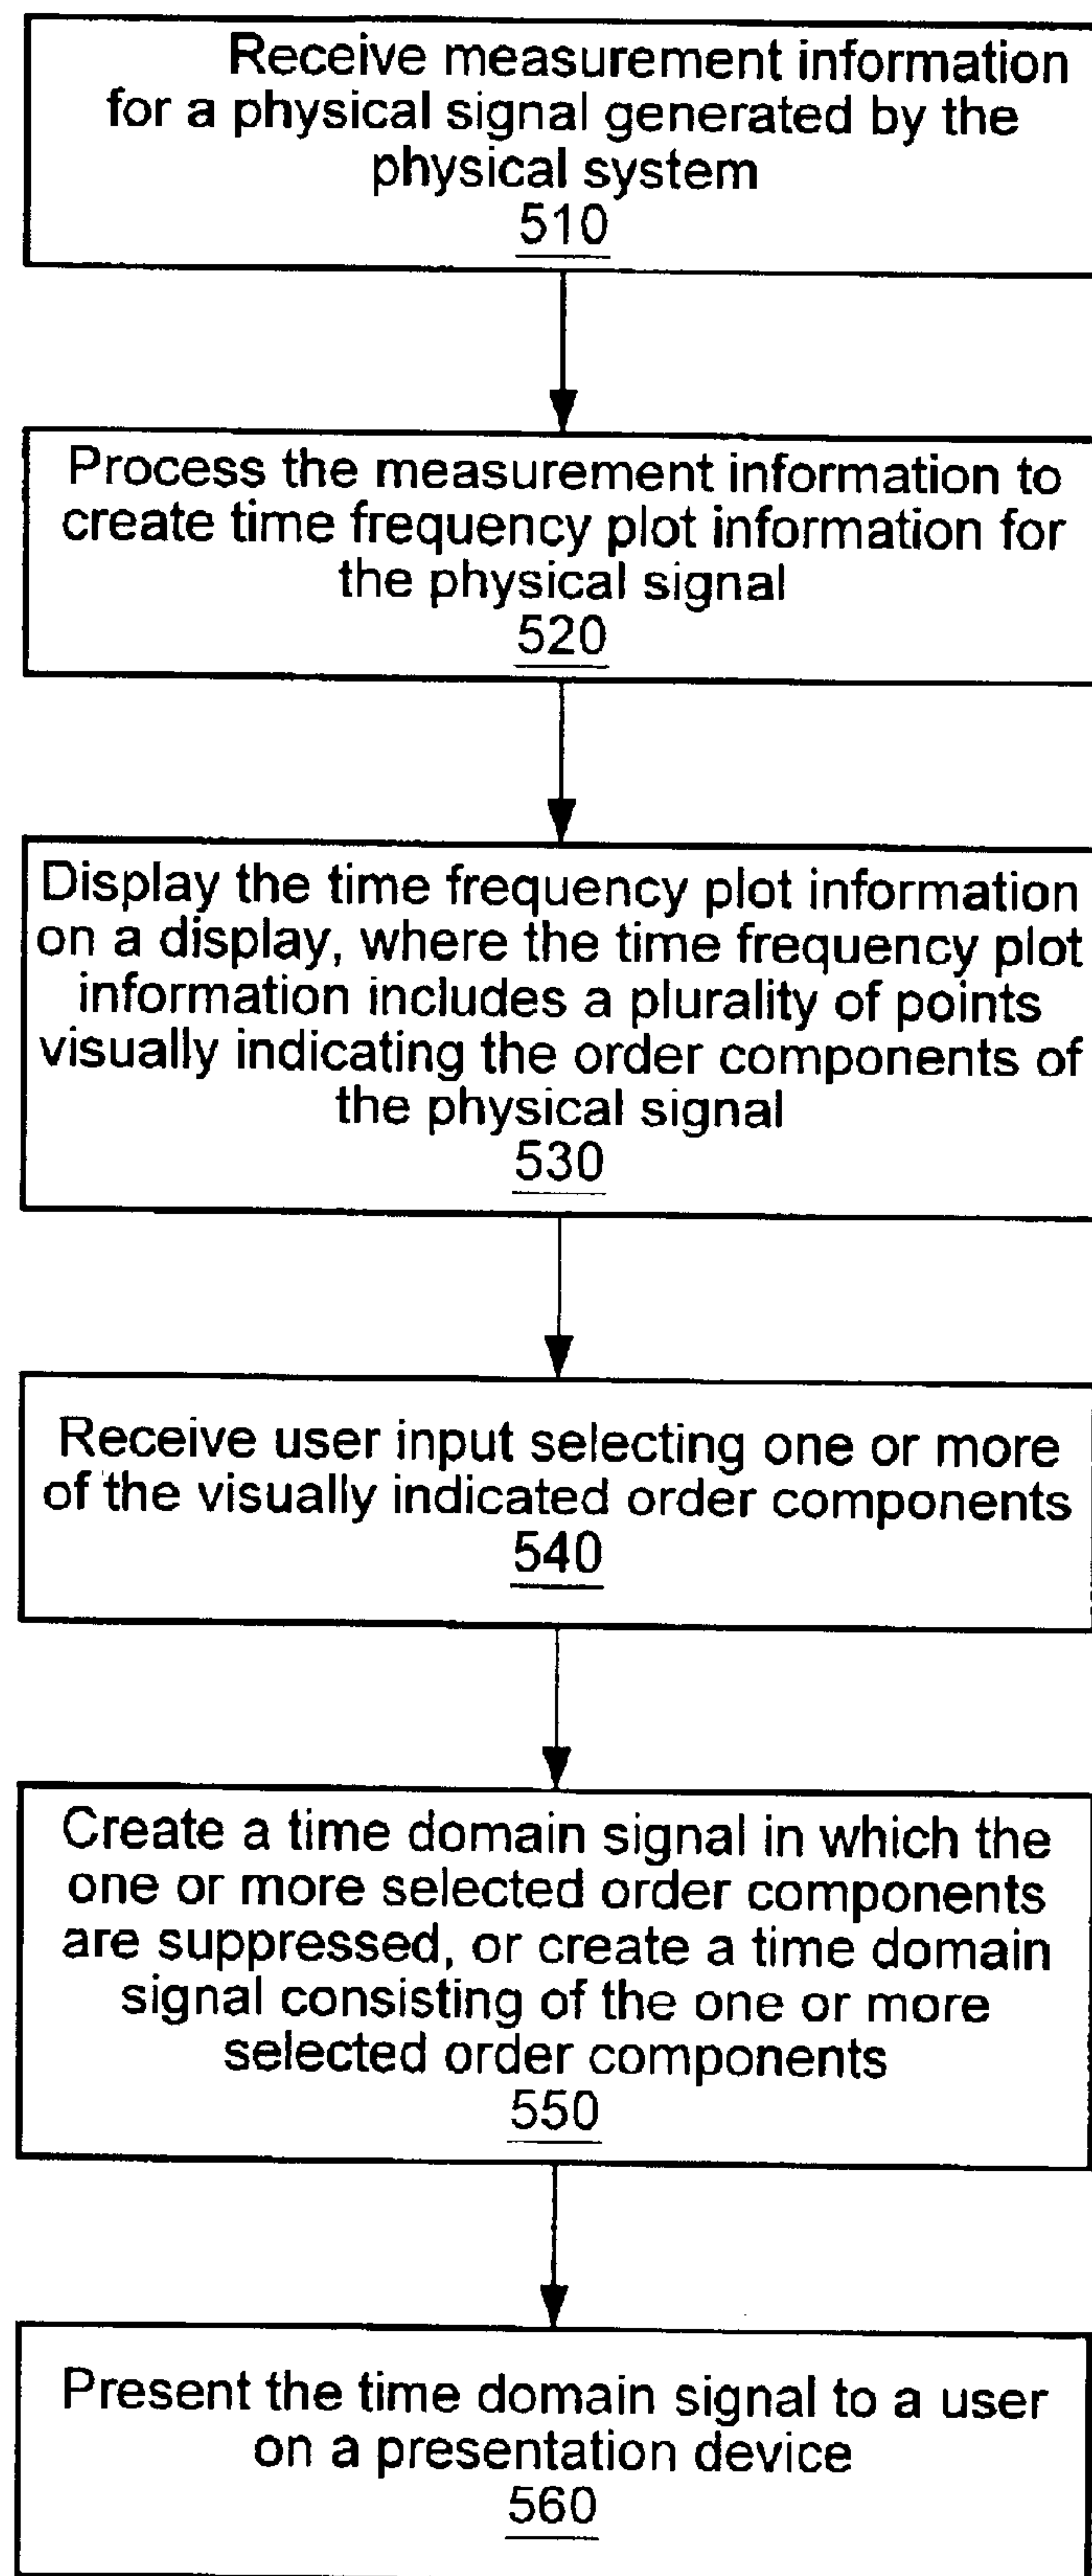 Receive measurement information
for a physical signal generated by the
physical system
510
Process the measurement information to
create time frequency plot information for
the physical signal
520
Display the time frequency plot information
on a display, where the time frequency plot
information includes a plurality of points
visually indicating the order components of
the physical signal
530
Receive user input selecting one or more
of the visually indicated order components
540
Create a time domain signal in which the
one or more selected order components
are suppressed, or create a time domain
signal consisting of the one or more
selected order components
550
Present the time domain signal to a user
on a presentation device
560